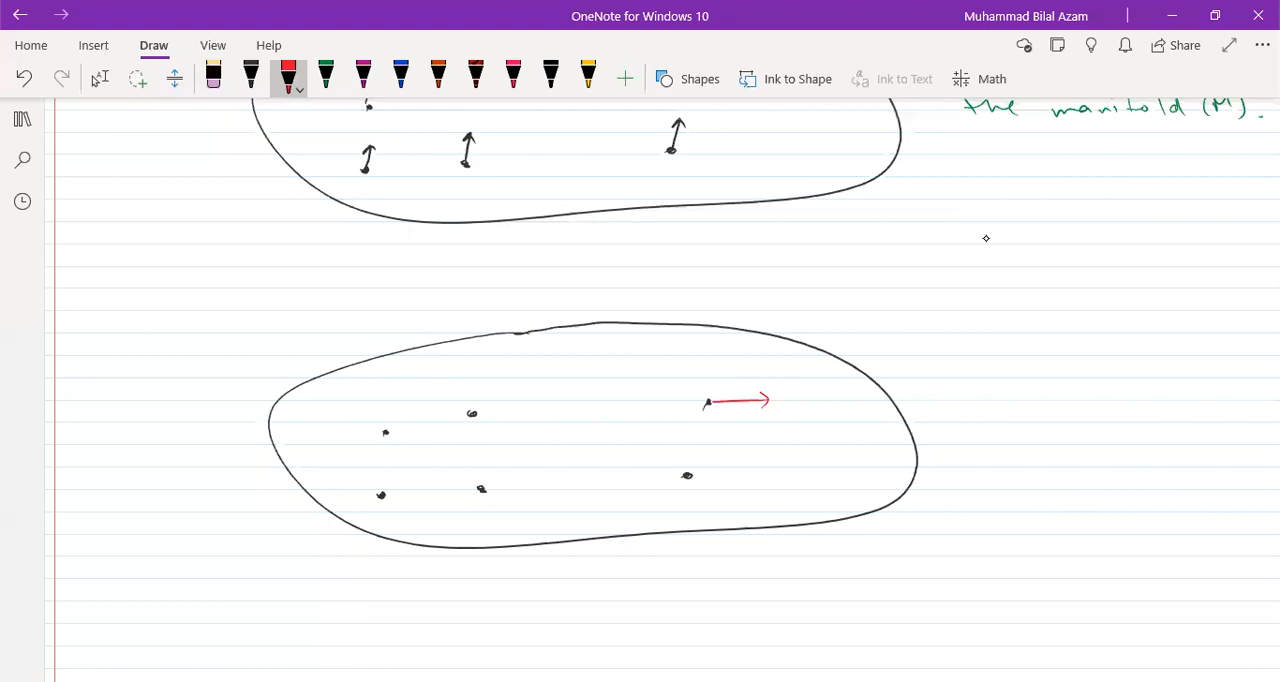 OneNote for Windows 10
Muhammad Bilal Azam
Home Insert Draw View Help
Share
Shapes Ink to Shape Ink to Text Math
the manifold (M).